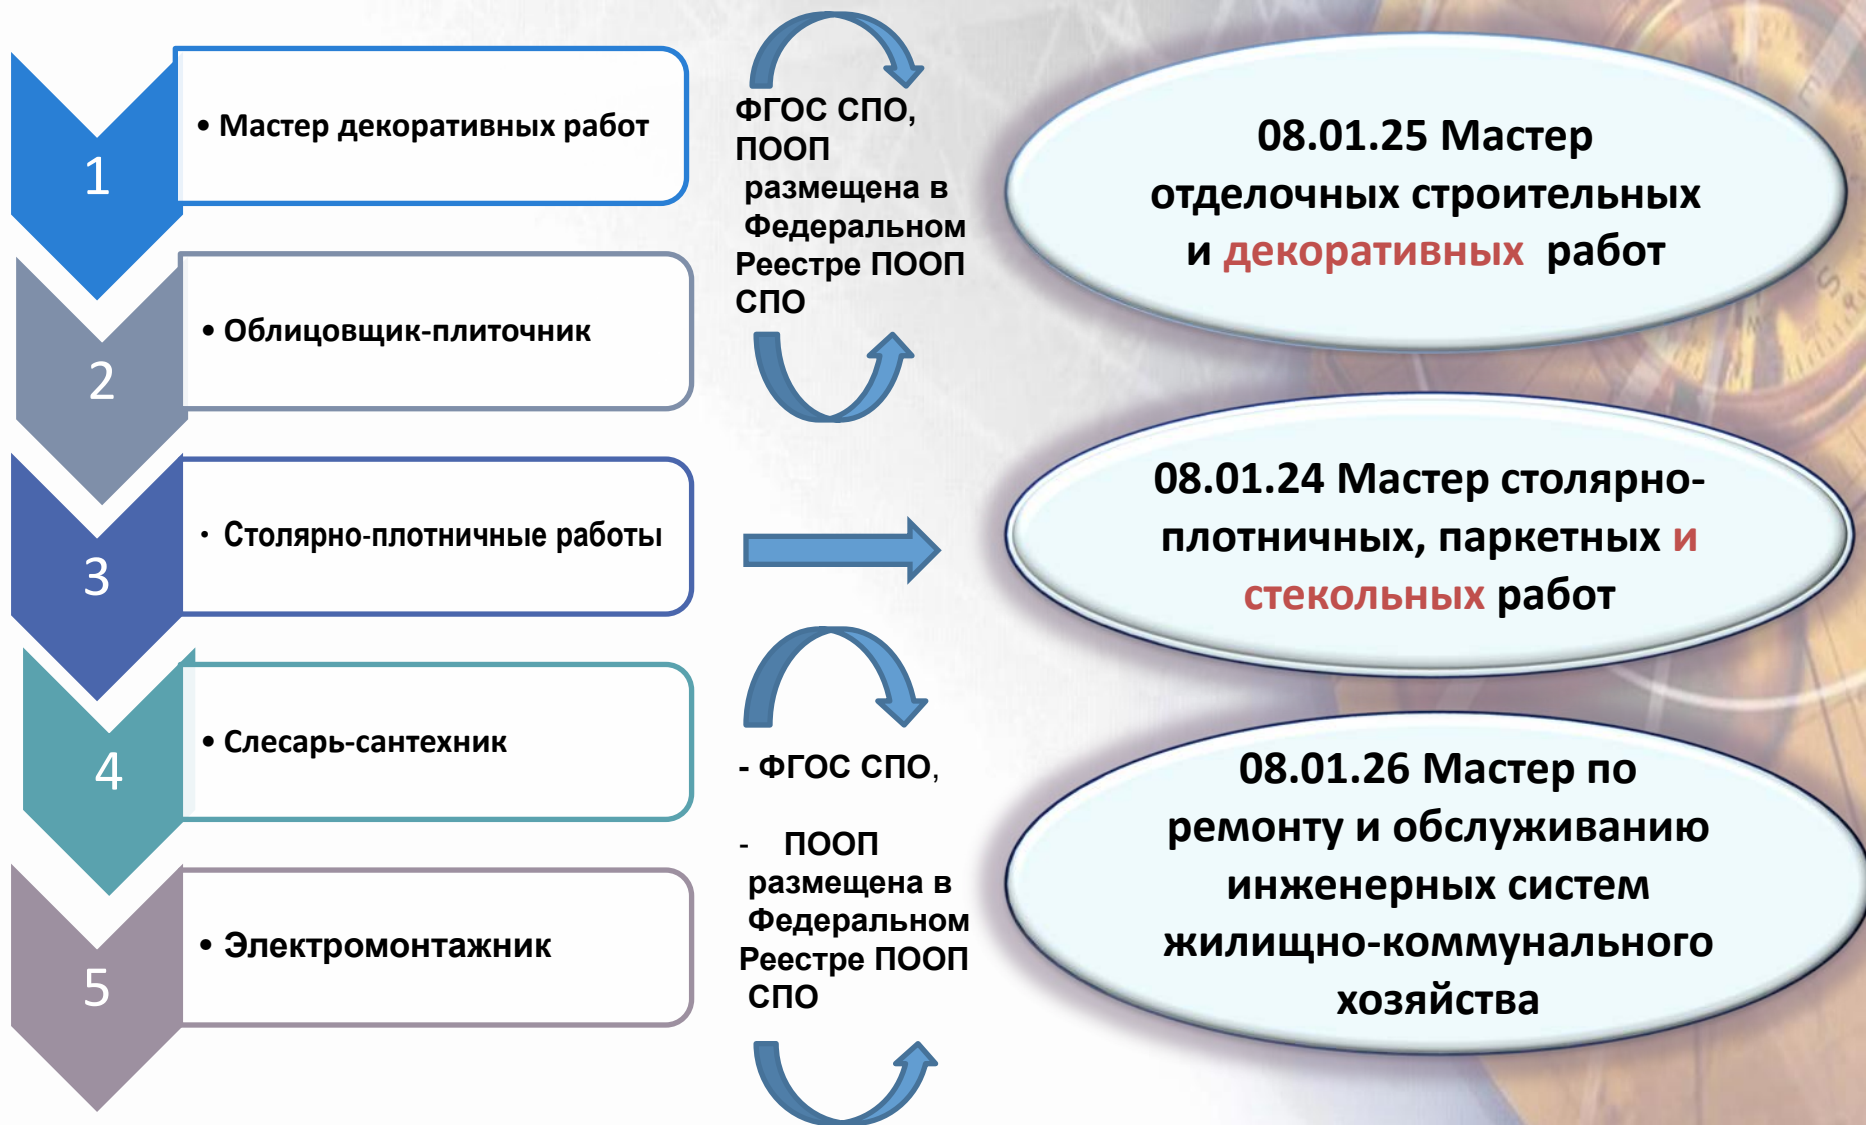 1
• Мастер декоративных работ
2
• Облицовщик-плиточник
3
· Столярно-плотничные работы
4
• Слесарь-сантехник
5
• Электромонтажник
ФГОС СПО,
ПООП
размещена в
Федеральном
Реестре ПООП
СПО
- ФГОС СПО,
- ПООП
размещена в
Федеральном
Реестре ПООП
СПО
08.01.25 Мастер
отделочных строительных
и декоративных работ
08.01.24 Мастер столярно-
плотничных, паркетных и
стекольных работ
08.01.26 Мастер по
ремонту и обслуживанию
инженерных систем
жилищно-коммунального
хозяйства